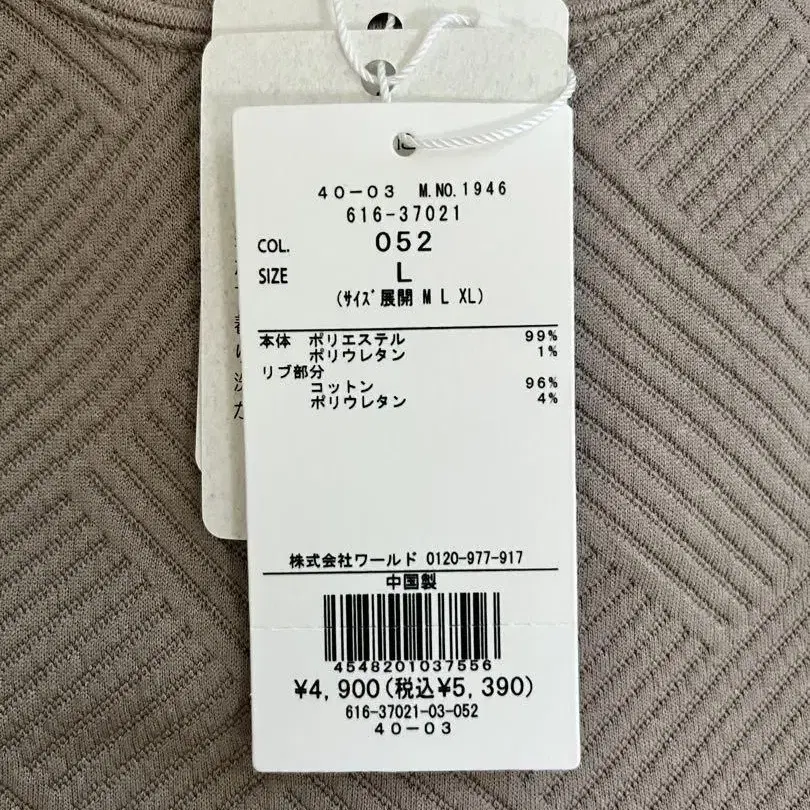 40-03 M.NO.1946
616-37021
COL. 052
SIZE L
(サイズ展開 M L XL)
本体 ポリエステル 99%
ポリウレタン 1%
リブ部分
コットン 96%
ポリウレタン 4%
株式会社ワールド 0120-977-917
中国製
4548201037556
¥4,900(税込¥5,390)
616-37021-03-052
40-03